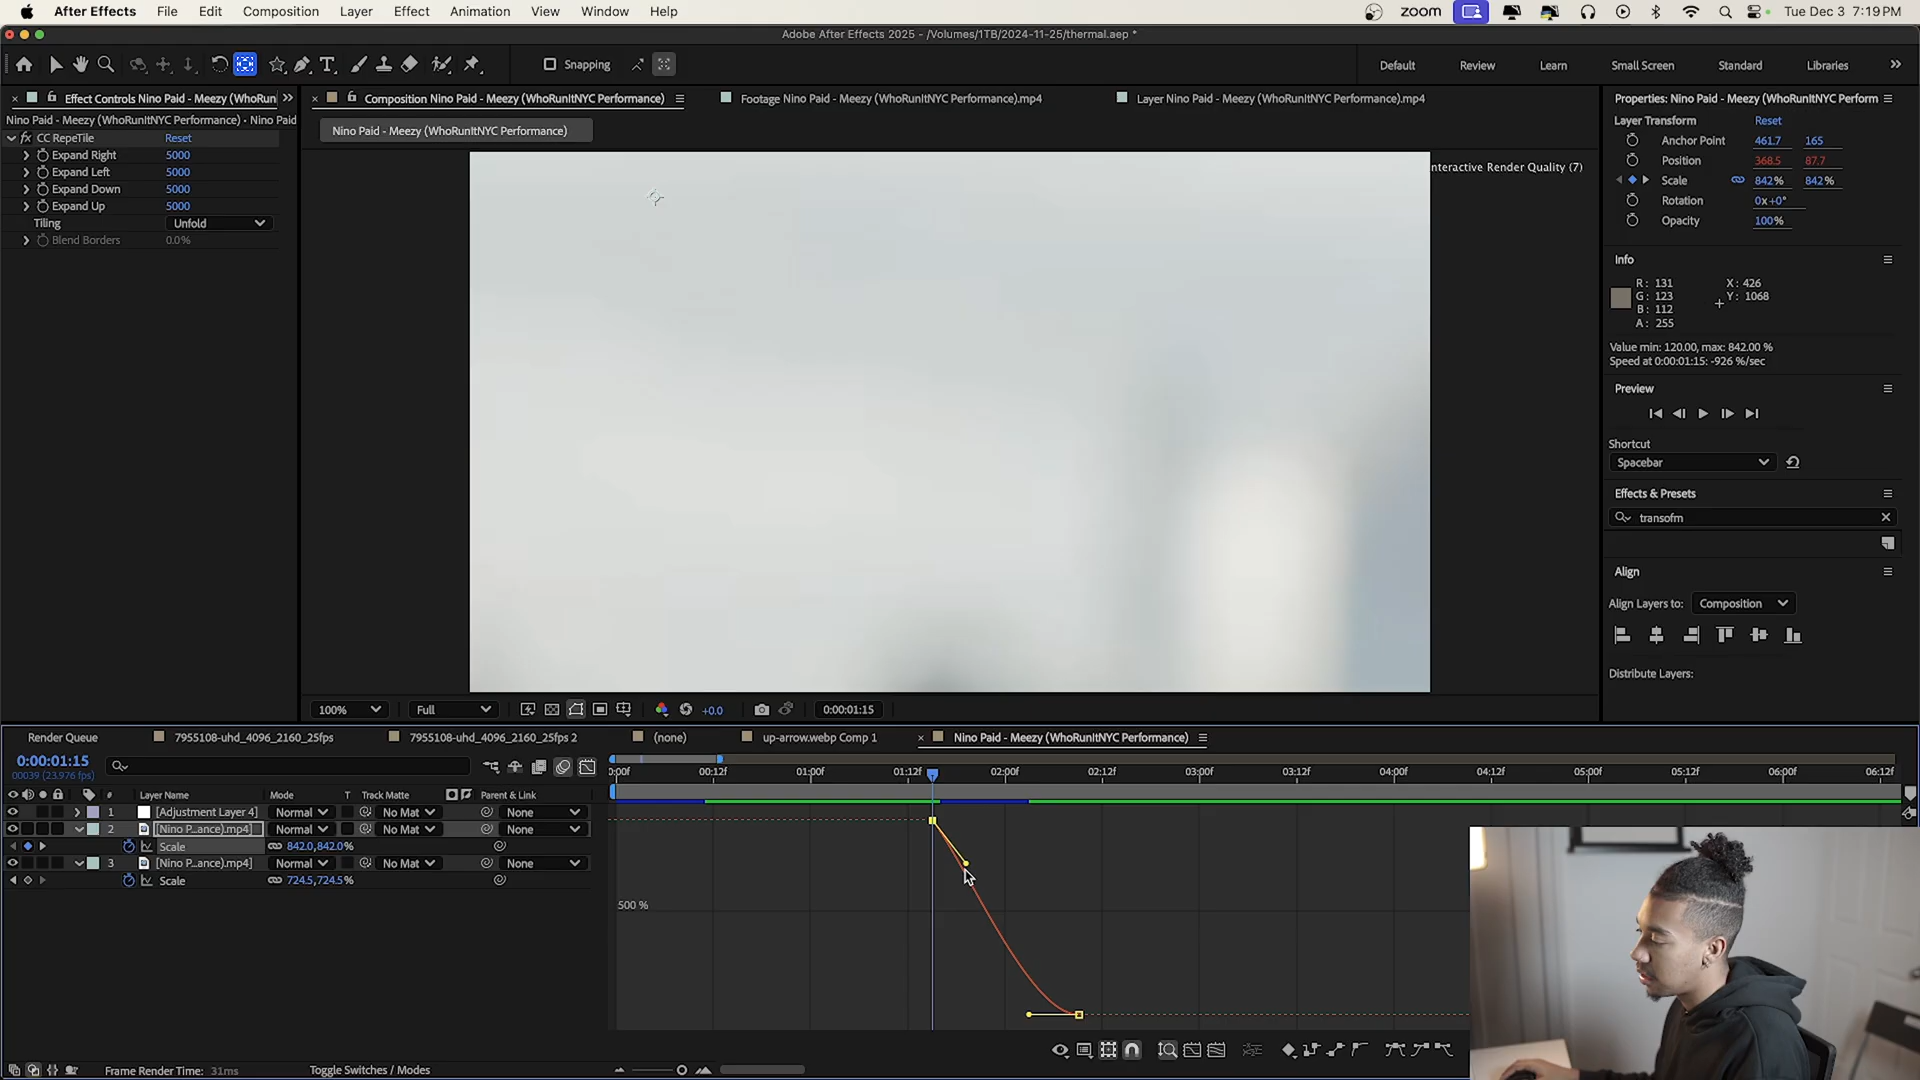 After Effects File Edit Composition Layer Effect Animation View Window Help zoom Tue Dec 3 7:19 PM
Adobe After Effects 2025 - /Volumes/1TB/2024-11-25/thermal.aep *
Snapping Default Review Learn Small Screen Standard Libraries
Effect Controls Nino Paid - Meezy (WhoRunI
Composition Nino Paid - Meezy (WhoRunItNYC Performance)
Footage Nino Paid - Meezy (WhoRunItNYC Performance).mp4
Layer Nino Paid - Meezy (WhoRunItNYC Performance).mp4
Nino Paid - Meezy (WhoRunItNYC Performance) • Nino Paid
Nino Paid - Meezy (WhoRunItNYC Performance)
fx CC RepeTile Reset
Expand Right 5000
Expand Left 5000
Expand Down 5000
Expand Up 5000
Tiling Unfold
Blend Borders 0.0%
nteractive Render Quality (7)
100% Full +0.0 0:00:01:15
Properties: Nino Paid - Meezy (WhoRunItNYC Perform
Layer Transform Reset
Anchor Point 461.7 165
Position 368.5 87.7
Scale 842% 842%
Rotation 0x+0°
Opacity 100%
Info
R: 131 X: 426
G: 123 Y: 1068
B: 112
A: 255
Value min: 120.00, max: 842.00 %
Speed at 0:00:01:15: -926 %/sec
Preview
Shortcut
Spacebar
Effects & Presets
transofm
Align
Align Layers to: Composition
Distribute Layers:
Render Queue 7955108-uhd_4096_2160_25fps 7955108-uhd_4096_2160_25fps 2 (none) up-arrow.webp Comp 1 Nino Paid - Meezy (WhoRunItNYC Performance)
0:00:01:15
00039 (23.976 fps)
:00f 00:12f 01:00f 01:12f 02:00f 02:12f 03:00f 03:12f 04:00f 04:12f 05:00f 05:12f 06:00f 06:12f
# Layer Name Mode T Track Matte Parent & Link
1 [Adjustment Layer 4] Normal No Mat None
2 [Nino P...ance).mp4] Normal No Mat None
Scale 842.0,842.0%
3 [Nino P...ance).mp4] Normal No Mat None
Scale 724.5,724.5%
500 %
Frame Render Time: 31ms Toggle Switches / Modes